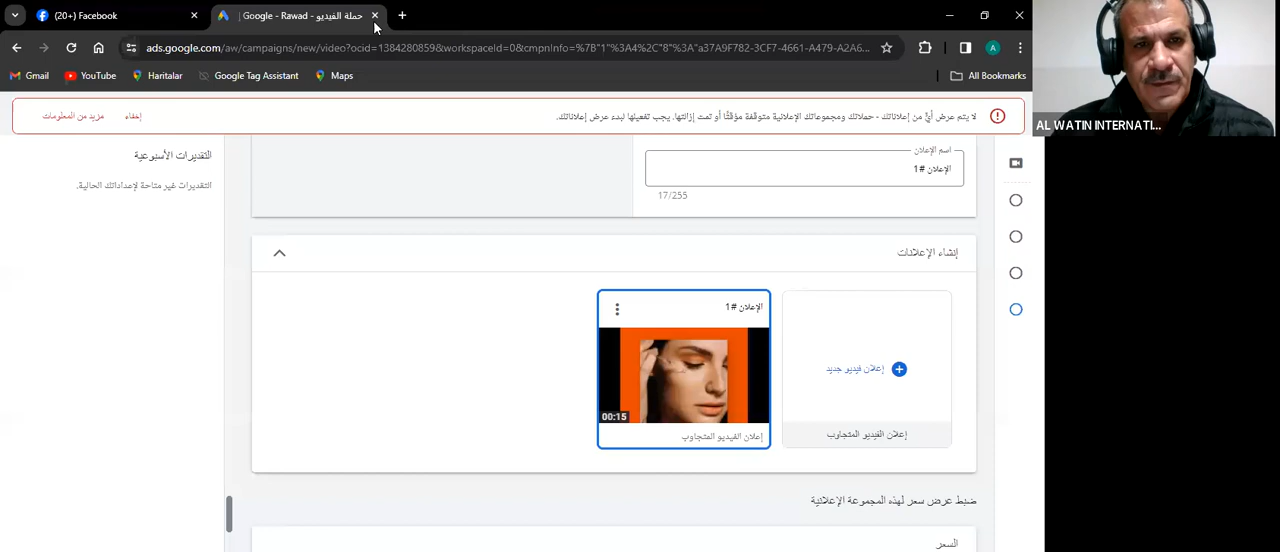 (20+) Facebook
حملة الفيديو - Google - Rawad
ads.google.com/aw/campaigns/new/video?ocid=1384280859&workspaceId=0&cmpnInfo=%7B"1"%3A4%2C"8"%3A"a37A9F782-3CF7-4661-A479-A2A6...
Gmail
YouTube
Haritalar
Google Tag Assistant
Maps
All Bookmarks
AL WATIN INTERNATI...
لا يتم عرض أيٍّ من إعلاناتك - حملاتك ومجموعاتك الإعلانية متوقفة مؤقتًا أو تمت إزالتها. يجب تفعيلها لبدء عرض إعلاناتك.
إخفاء
مزيد من المعلومات
التقديرات الأسبوعية
التقديرات غير متاحة لإعداداتك الحالية.
اسم الإعلان
الإعلان #1
17/255
إنشاء الإعلانات
الإعلان #1
00:15
إعلان الفيديو المتجاوب
إعلان فيديو جديد
إعلان الفيديو المتجاوب
ضبط عرض سعر لهذه المجموعة الإعلانية
السعر